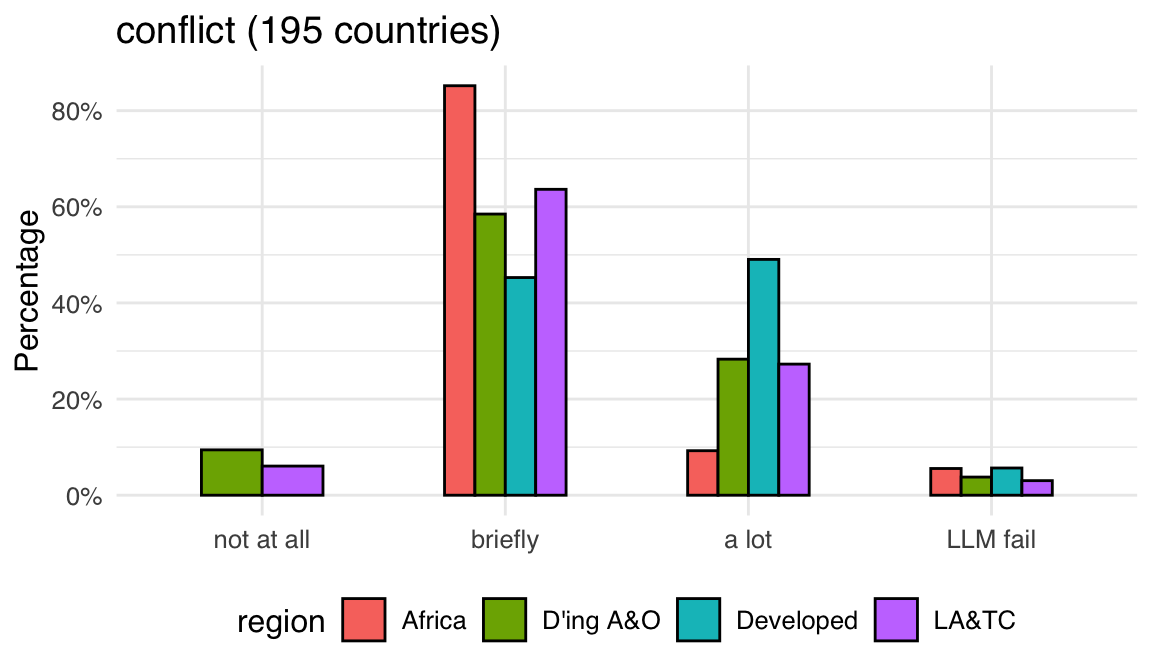 conflict (195 countries)
Percentage
80%
60%
40%
20%
0%
not at all briefly a lot LLM fail
region Africa D'ing A&O Developed LA&TC